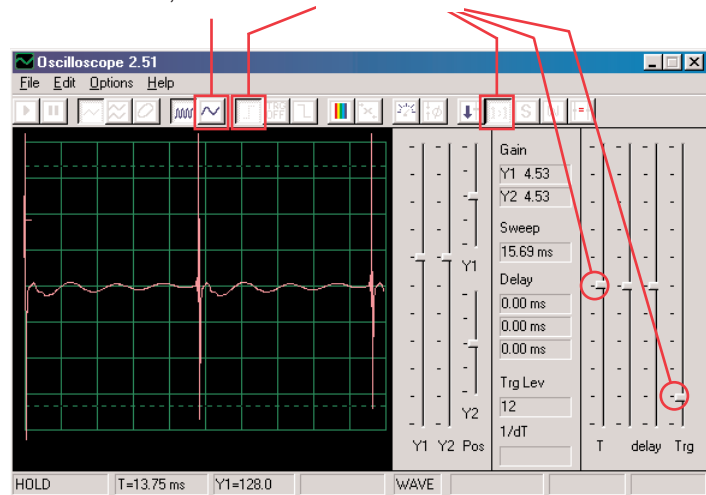 Oscilloscope 2.51
File Edit Options Help
TRG
OFF
S
Gain
Y1 4.53
Y2 4.53
Sweep
15.69 ms
Y1
Delay
0.00 ms
0.00 ms
0.00 ms
Trg Lev
12
Y2
1/dT
Y1 Y2 Pos
T delay Trg
HOLD T=13.75 ms Y1=128.0 WAVE